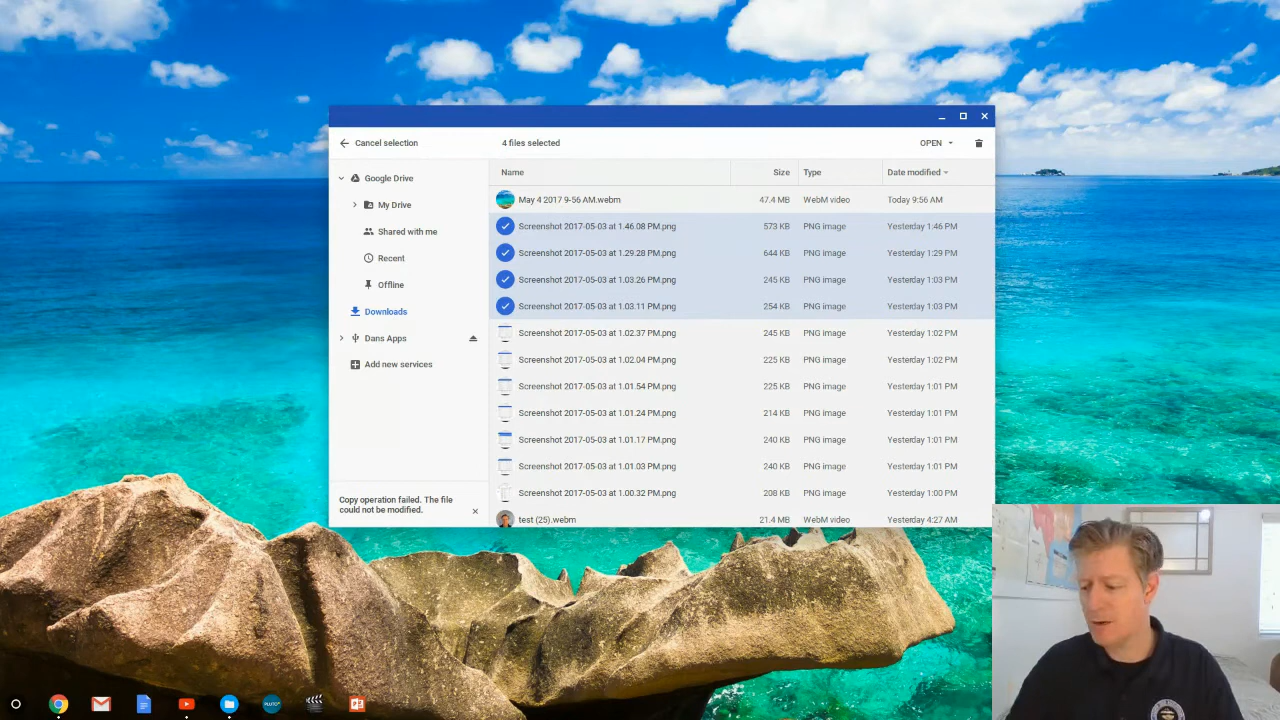 Cancel selection
4 files selected
OPEN
Google Drive
My Drive
Shared with me
Recent
Offline
Downloads
Dans Apps
Add new services
Copy operation failed. The file
could not be modified.
Name Size Type Date modified
May 4 2017 9-56 AM.webm 47.4 MB WebM video Today 9:56 AM
Screenshot 2017-05-03 at 1.46.08 PM.png 573 KB PNG image Yesterday 1:46 PM
Screenshot 2017-05-03 at 1.29.28 PM.png 644 KB PNG image Yesterday 1:29 PM
Screenshot 2017-05-03 at 1.03.26 PM.png 245 KB PNG image Yesterday 1:03 PM
Screenshot 2017-05-03 at 1.03.11 PM.png 254 KB PNG image Yesterday 1:03 PM
Screenshot 2017-05-03 at 1.02.37 PM.png 245 KB PNG image Yesterday 1:02 PM
Screenshot 2017-05-03 at 1.02.04 PM.png 225 KB PNG image Yesterday 1:02 PM
Screenshot 2017-05-03 at 1.01.54 PM.png 225 KB PNG image Yesterday 1:01 PM
Screenshot 2017-05-03 at 1.01.24 PM.png 214 KB PNG image Yesterday 1:01 PM
Screenshot 2017-05-03 at 1.01.17 PM.png 240 KB PNG image Yesterday 1:01 PM
Screenshot 2017-05-03 at 1.01.03 PM.png 240 KB PNG image Yesterday 1:01 PM
Screenshot 2017-05-03 at 1.00.32 PM.png 208 KB PNG image Yesterday 1:00 PM
test (25).webm 21.4 MB WebM video Yesterday 4:27 AM